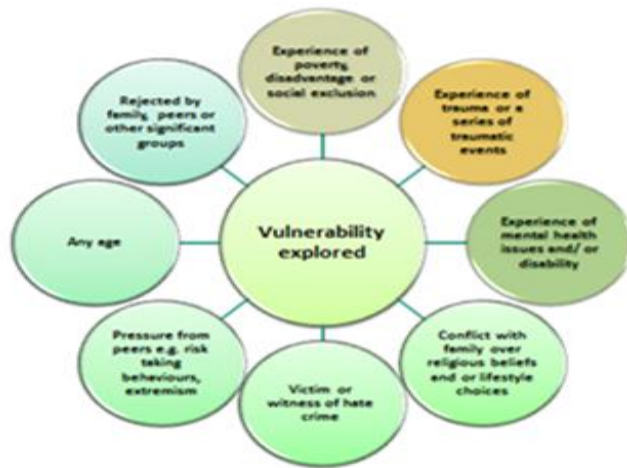 Vulnerability
explored
Experience of
poverty,
disadvantage or
social exclusion
Experience of
trauma or a
series of
traumatic
events
Experience of
mental health
issues and/ or
disability
Conflict with
family over
religious beliefs
and or lifestyle
choices
Victim or
witness of hate
crime
Pressure from
peers e.g. risk
taking
behaviours,
extremism
Any age
Rejected by
family, peers or
other significant
groups